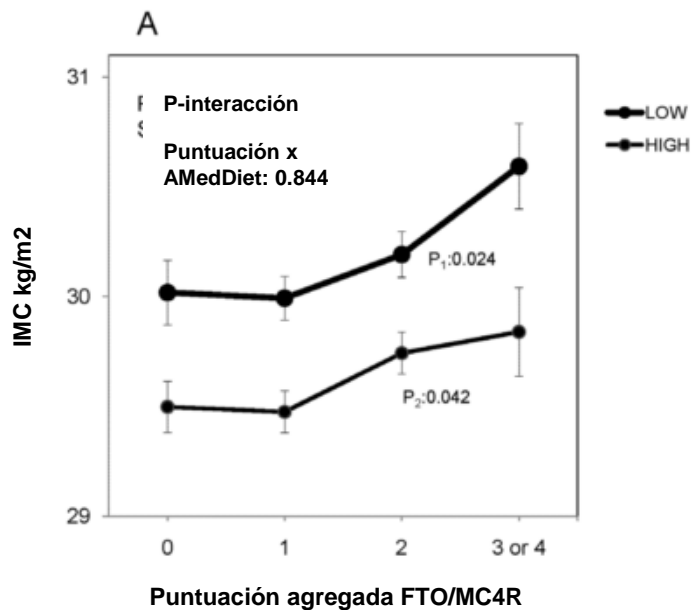 A
31
P-interacción
Puntuación x
AMedDiet: 0.844
LOW
HIGH
IMC kg/m2
30
P1:0.024
P2:0.042
29
0 1 2 3 or 4
Puntuación agregada FTO/MC4R